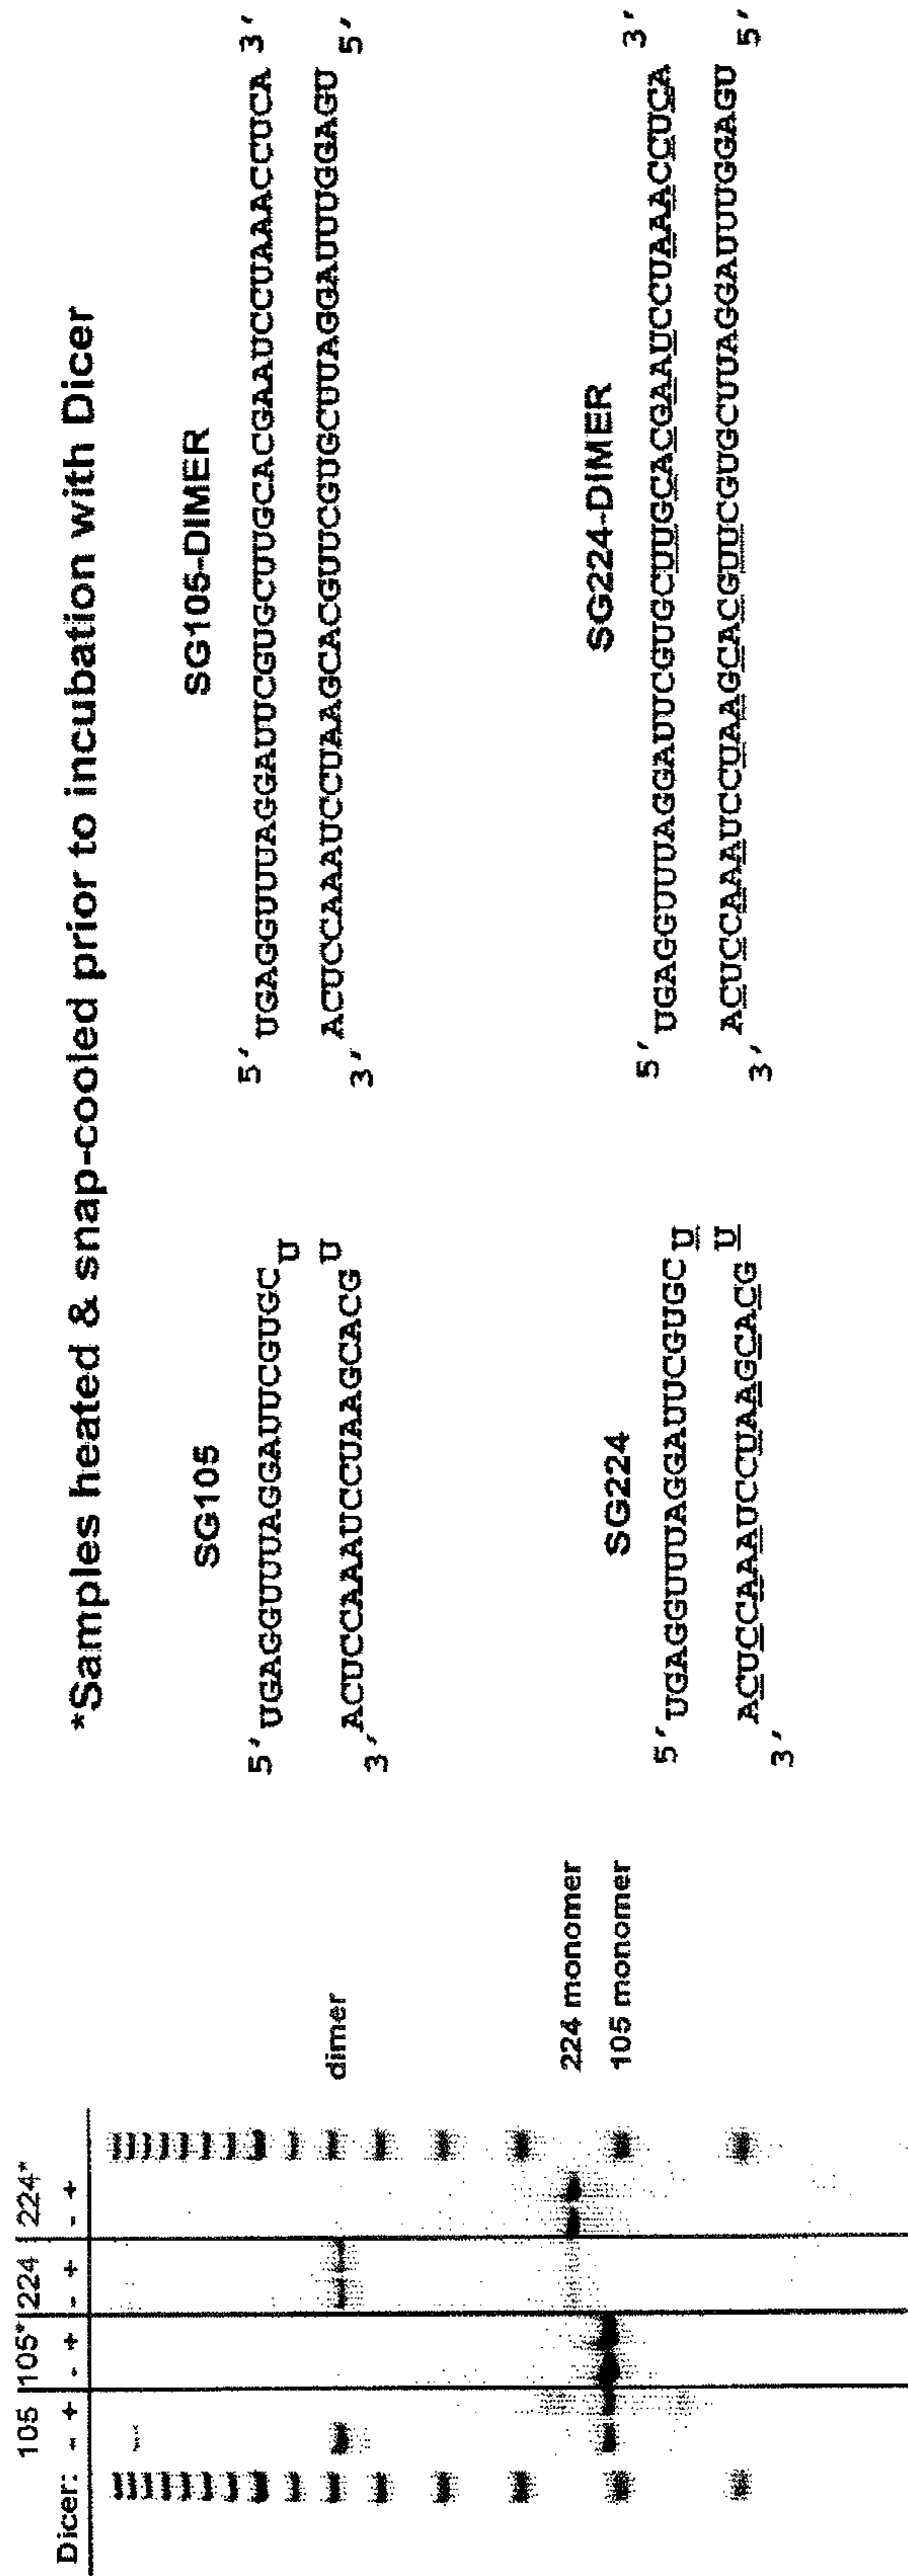 *Samples heated & snap-cooled prior to incubation with Dicer
105 105* 224 224*
Dicer: - + - + - + - +
dimer
224 monomer
105 monomer
SG105
5' UGAGGUUUAGGAUUCGUGC
U
U
3' ACUCCAAAUCCUAAGCACG
SG105-DIMER
5' UGAGGUUUAGGAUUCGUGCUUGCACGAAUCCUAAACCUCA 3'
3' ACUCCAAAUCCUAAGCACGUUCGUGCUUAGGAUUUGGAGU 5'
SG224
5' UGAGGUUUAGGAUUCGUGC
U
U
3' ACUCCAAAUCCUAAGCACG
SG224-DIMER
5' UGAGGUUUAGGAUUCGUGCUUGCACGAAUCCUAAACCUCA 3'
3' ACUCCAAAUCCUAAGCACGUUCGUGCUUAGGAUUUGGAGU 5'